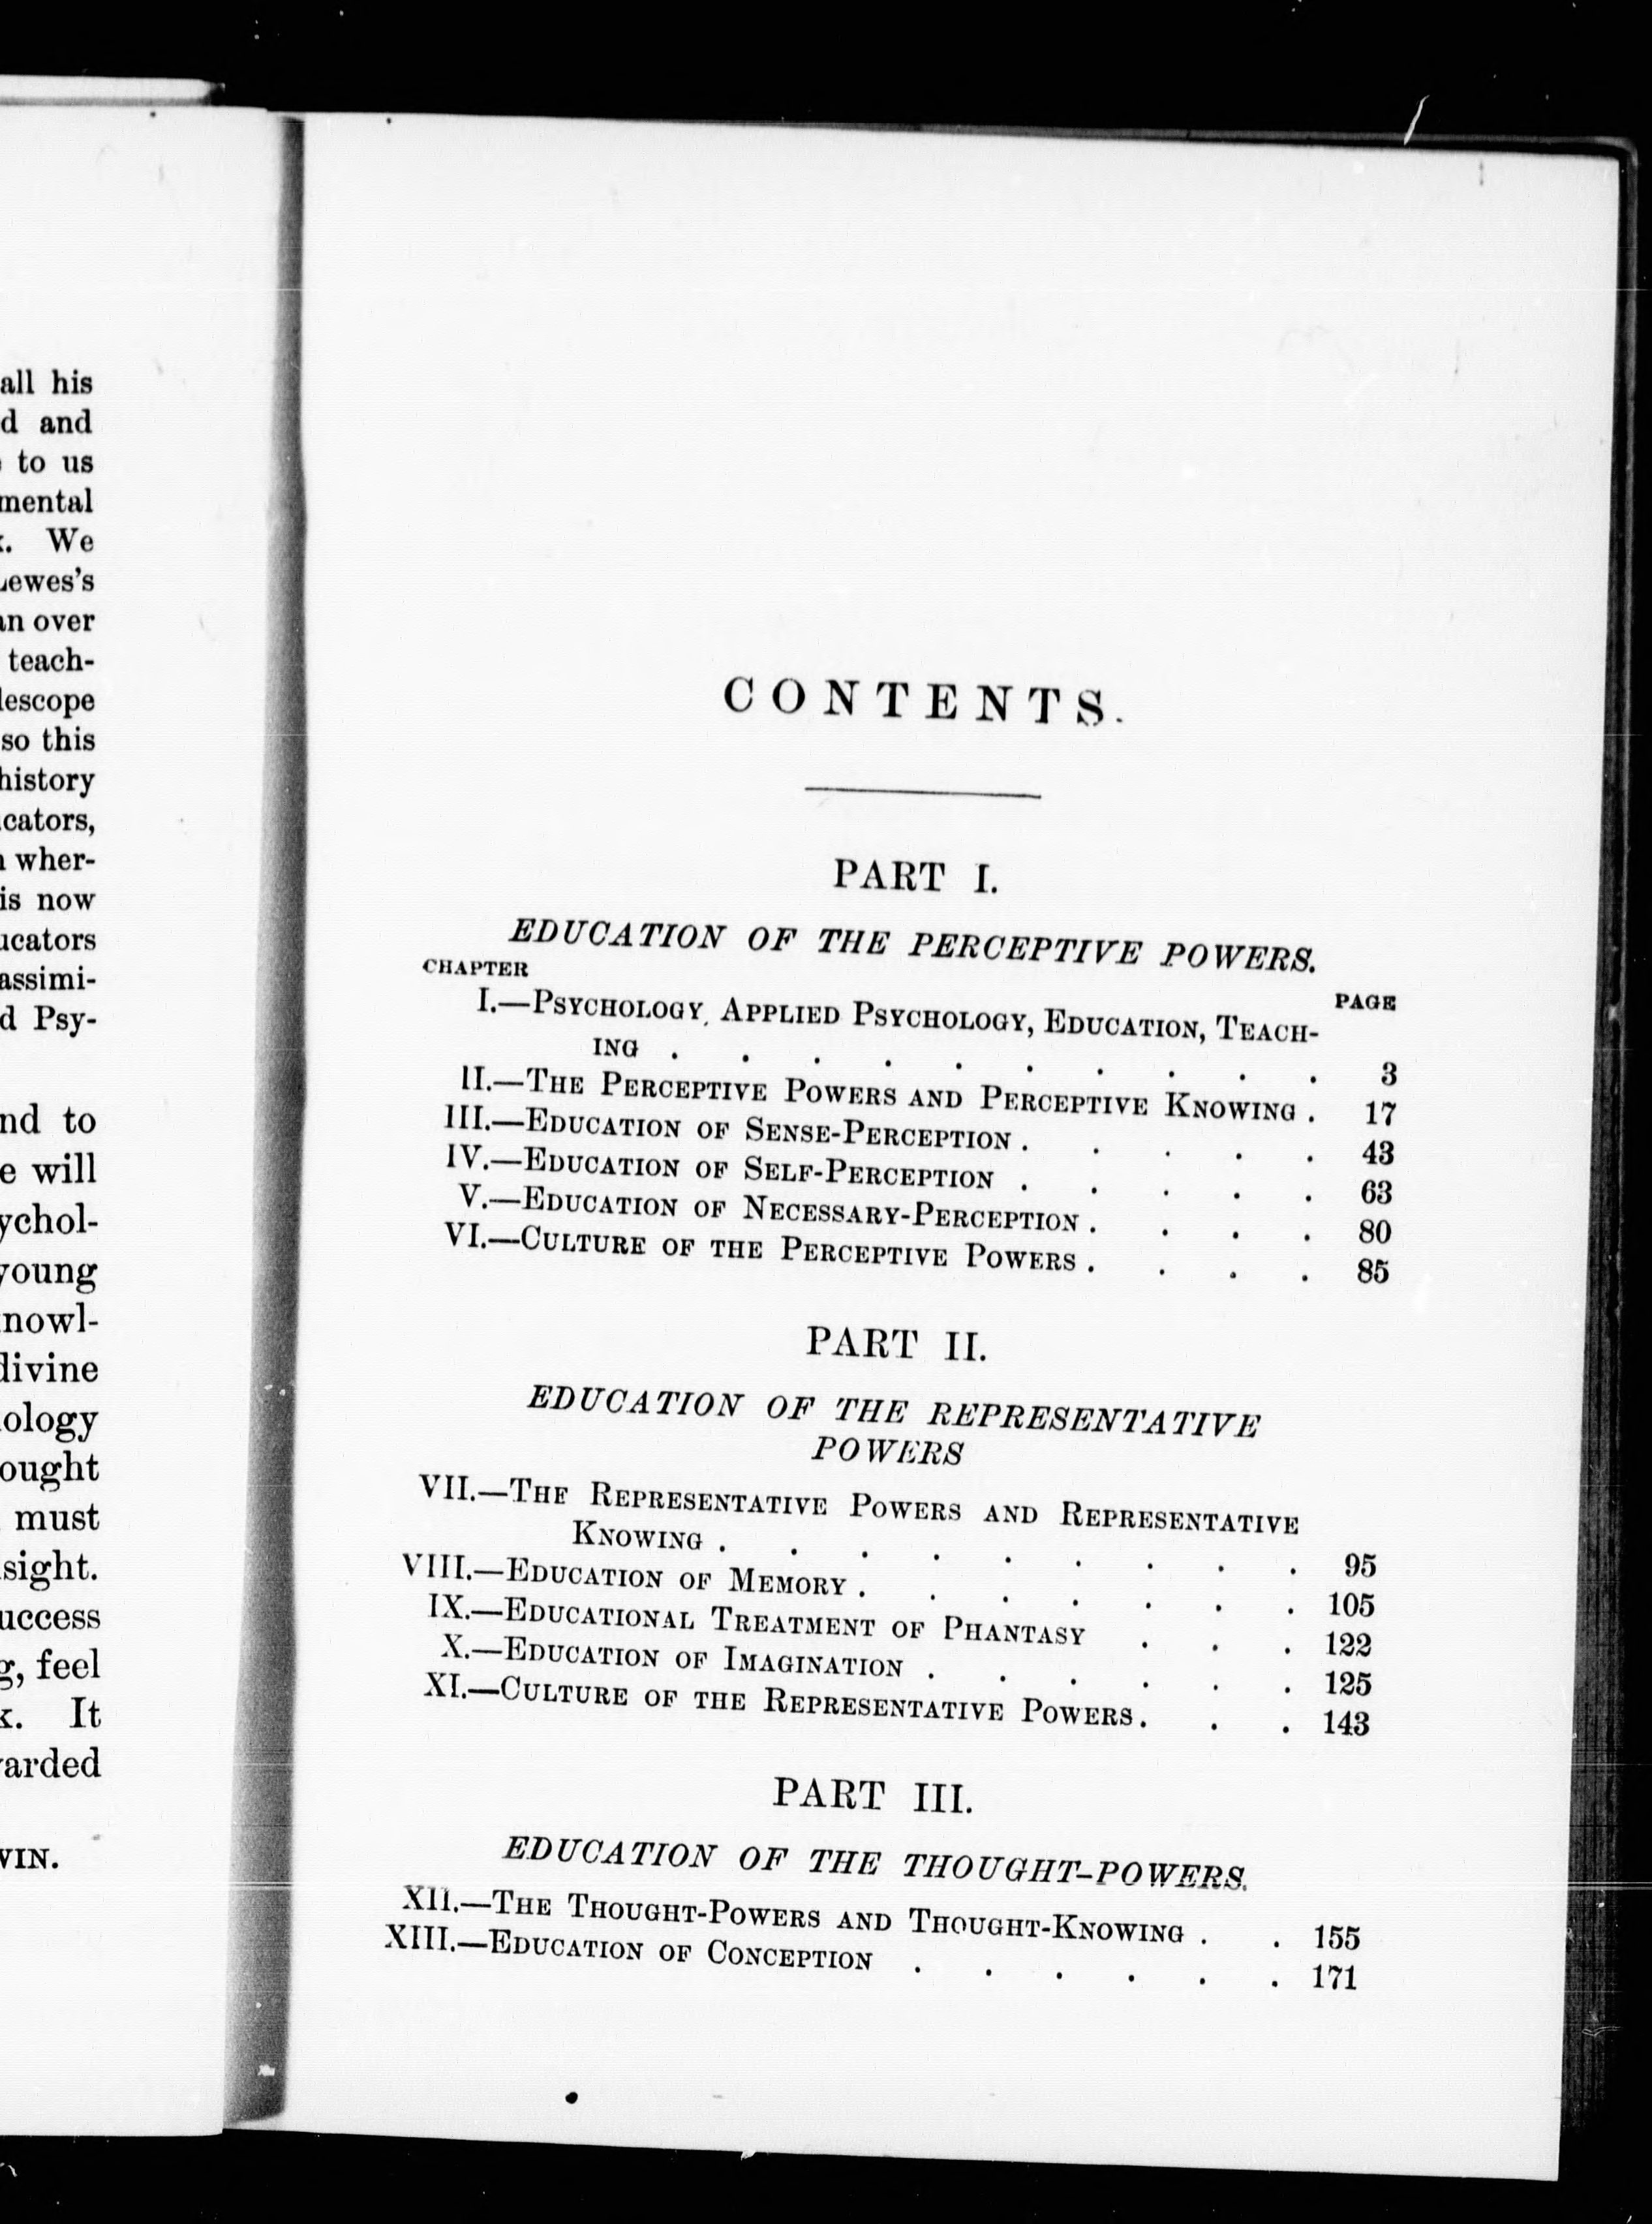 all his
d and
to us
mental
We
ewes's
an over
teach-
lescope
so this
history
cators,
wher-
is now
ucators
assimi-
d Psy-
nd to
e will
ychol-
young
nowl-
divine
ology
ought
must
sight.
uccess
g, feel
k. It
arded
VIN.
CONTENTS.
PART I.
EDUCATION OF THE PERCEPTIVE POWERS.
CHAPTER PAGE
I.—PSYCHOLOGY, APPLIED PSYCHOLOGY, EDUCATION, TEACH-
ING . . . . . . . . . . 3
II.—THE PERCEPTIVE POWERS AND PERCEPTIVE KNOWING . 17
III.—EDUCATION OF SENSE-PERCEPTION . . . . . 43
IV.—EDUCATION OF SELF-PERCEPTION . . . . . 63
V.—EDUCATION OF NECESSARY-PERCEPTION . . . . 80
VI.—CULTURE OF THE PERCEPTIVE POWERS . . . . 85
PART II.
EDUCATION OF THE REPRESENTATIVE
POWERS
VII.—THE REPRESENTATIVE POWERS AND REPRESENTATIVE
KNOWING . . . . . . . . . 95
VIII.—EDUCATION OF MEMORY . . . . . . . 105
IX.—EDUCATIONAL TREATMENT OF PHANTASY . . . 122
X.—EDUCATION OF IMAGINATION . . . . . . 125
XI.—CULTURE OF THE REPRESENTATIVE POWERS . . . 143
PART III.
EDUCATION OF THE THOUGHT-POWERS.
XII.—THE THOUGHT-POWERS AND THOUGHT-KNOWING . . 155
XIII.—EDUCATION OF CONCEPTION . . . . . . 171